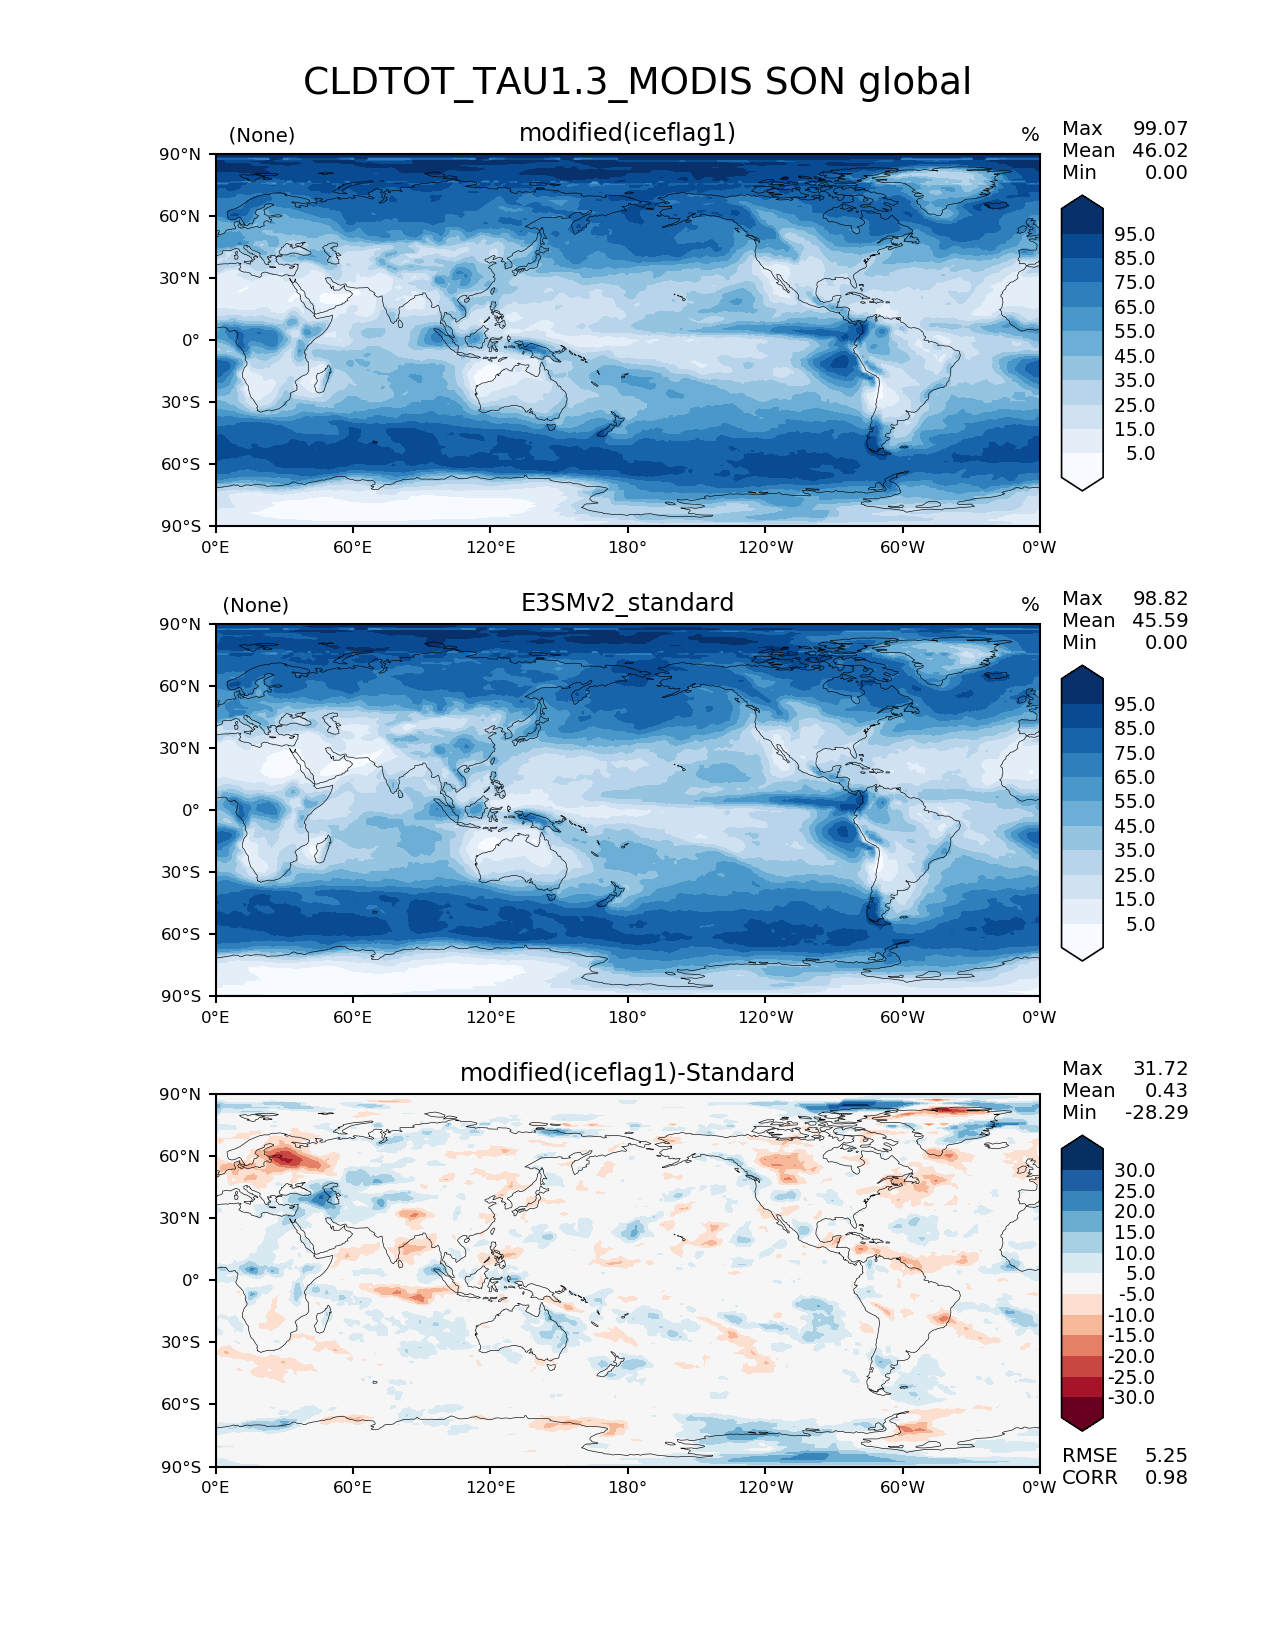 CLDTOT_TAU1.3_MODIS SON global
(None) modified(iceflag1) %
Max 99.07
Mean 46.02
Min 0.00
90°N
60°N
30°N
0°
30°S
60°S
90°S
0°E 60°E 120°E 180° 120°W 60°W 0°W
95.0
85.0
75.0
65.0
55.0
45.0
35.0
25.0
15.0
5.0
(None) E3SMv2_standard %
Max 98.82
Mean 45.59
Min 0.00
90°N
60°N
30°N
0°
30°S
60°S
90°S
0°E 60°E 120°E 180° 120°W 60°W 0°W
95.0
85.0
75.0
65.0
55.0
45.0
35.0
25.0
15.0
5.0
modified(iceflag1)-Standard
Max 31.72
Mean 0.43
Min -28.29
90°N
60°N
30°N
0°
30°S
60°S
90°S
0°E 60°E 120°E 180° 120°W 60°W 0°W
30.0
25.0
20.0
15.0
10.0
5.0
-5.0
-10.0
-15.0
-20.0
-25.0
-30.0
RMSE 5.25
CORR 0.98